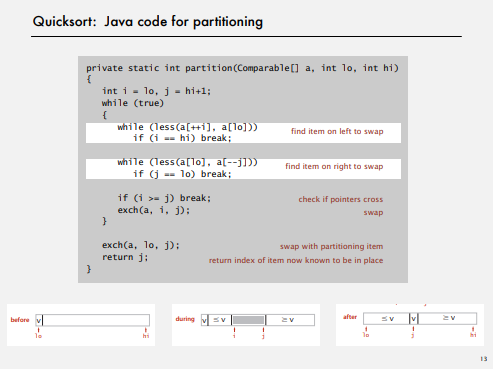 Quicksort: Java code for partitioning
private static int partition(Comparable[] a, int lo, int hi)
{
int i = lo, j = hi+1;
while (true)
{
while (less(a[++i], a[lo])) find item on left to swap
if (i == hi) break;
while (less(a[lo], a[--j])) find item on right to swap
if (j == lo) break;
if (i >= j) break; check if pointers cross
exch(a, i, j); swap
}
exch(a, lo, j); swap with partitioning item
return j; return index of item now known to be in place
}
before v
lo hi
during v ≤ v ≥ v
i j
after ≤ v v ≥ v
lo j hi
13